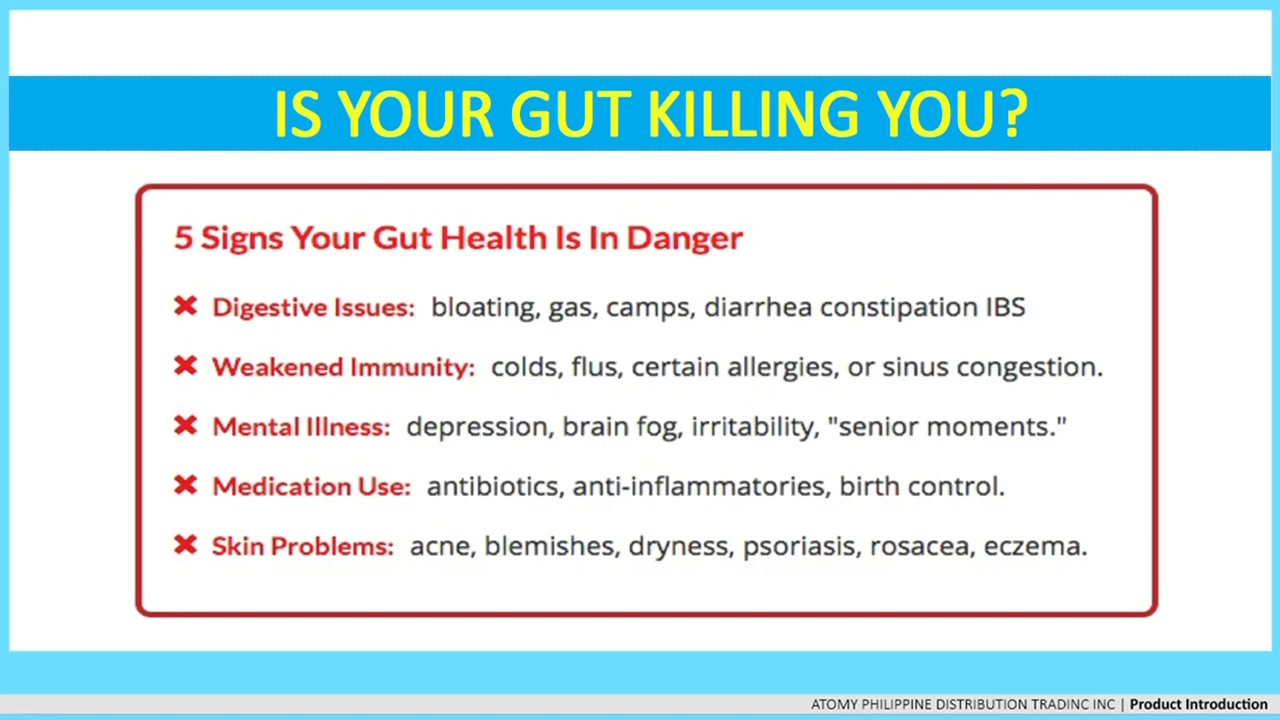 IS YOUR GUT KILLING YOU?
5 Signs Your Gut Health Is In Danger
✖ Digestive Issues: bloating, gas, camps, diarrhea constipation IBS
✖ Weakened Immunity: colds, flus, certain allergies, or sinus congestion.
✖ Mental Illness: depression, brain fog, irritability, "senior moments."
✖ Medication Use: antibiotics, anti-inflammatories, birth control.
✖ Skin Problems: acne, blemishes, dryness, psoriasis, rosacea, eczema.
ATOMY PHILIPPINE DISTRIBUTION TRADINC INC | Product Introduction